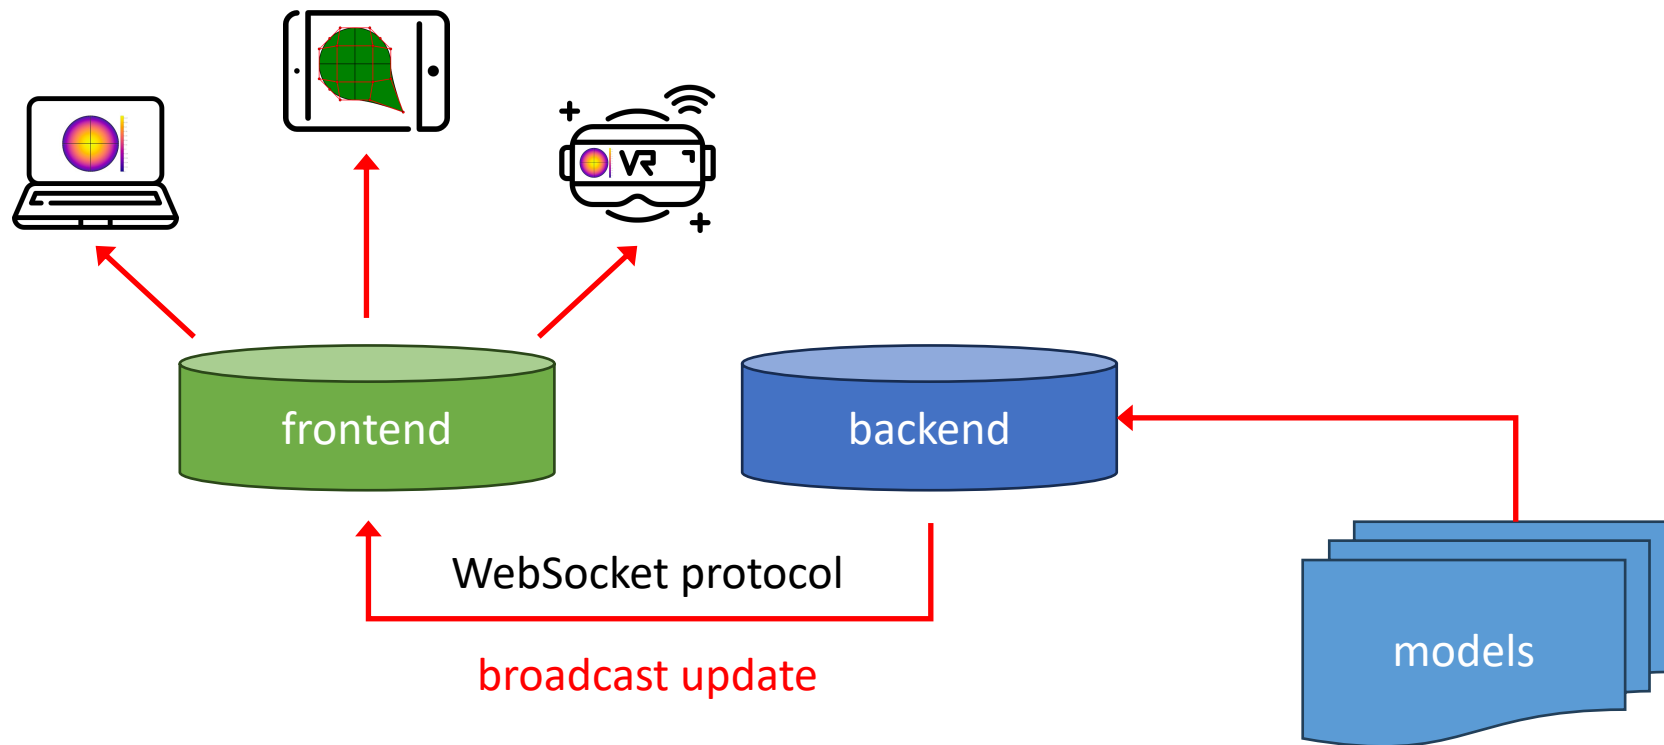 VR
frontend
backend
WebSocket protocol
broadcast update
models